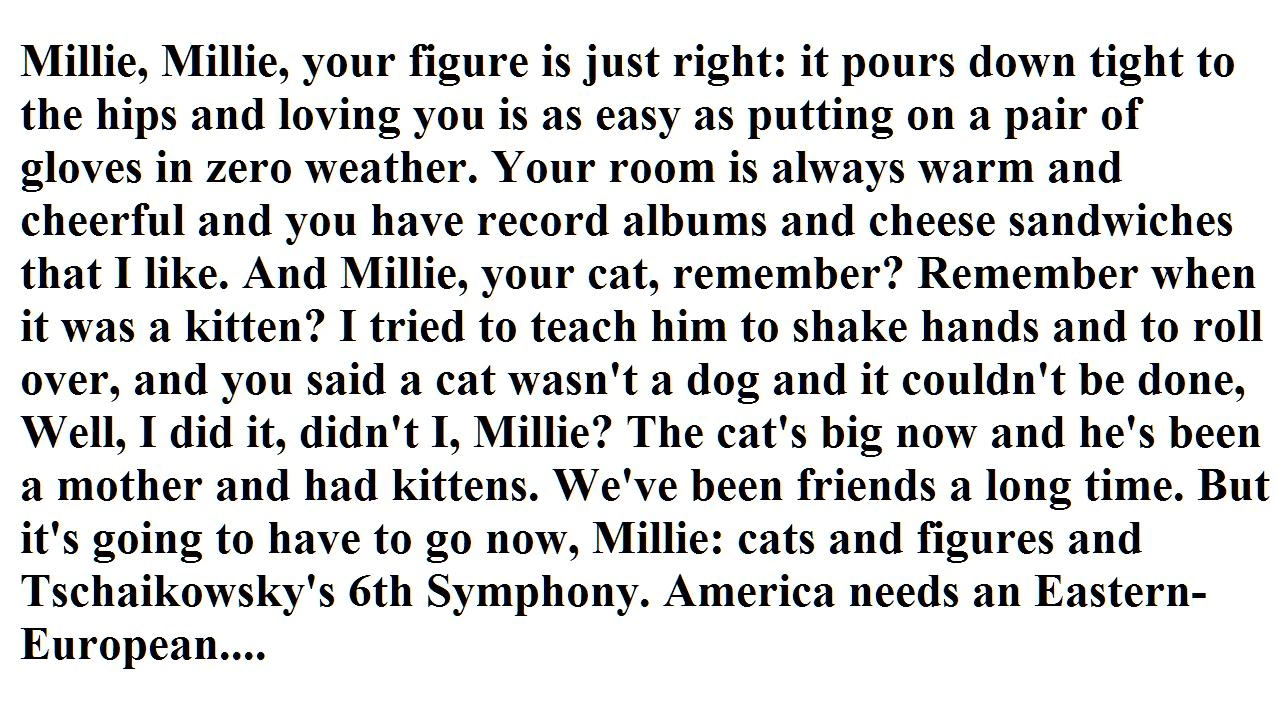 Millie, Millie, your figure is just right: it pours down tight to
the hips and loving you is as easy as putting on a pair of
gloves in zero weather. Your room is always warm and
cheerful and you have record albums and cheese sandwiches
that I like. And Millie, your cat, remember? Remember when
it was a kitten? I tried to teach him to shake hands and to roll
over, and you said a cat wasn't a dog and it couldn't be done,
Well, I did it, didn't I, Millie? The cat's big now and he's been
a mother and had kittens. We've been friends a long time. But
it's going to have to go now, Millie: cats and figures and
Tschaikowsky's 6th Symphony. America needs an Eastern-
European....